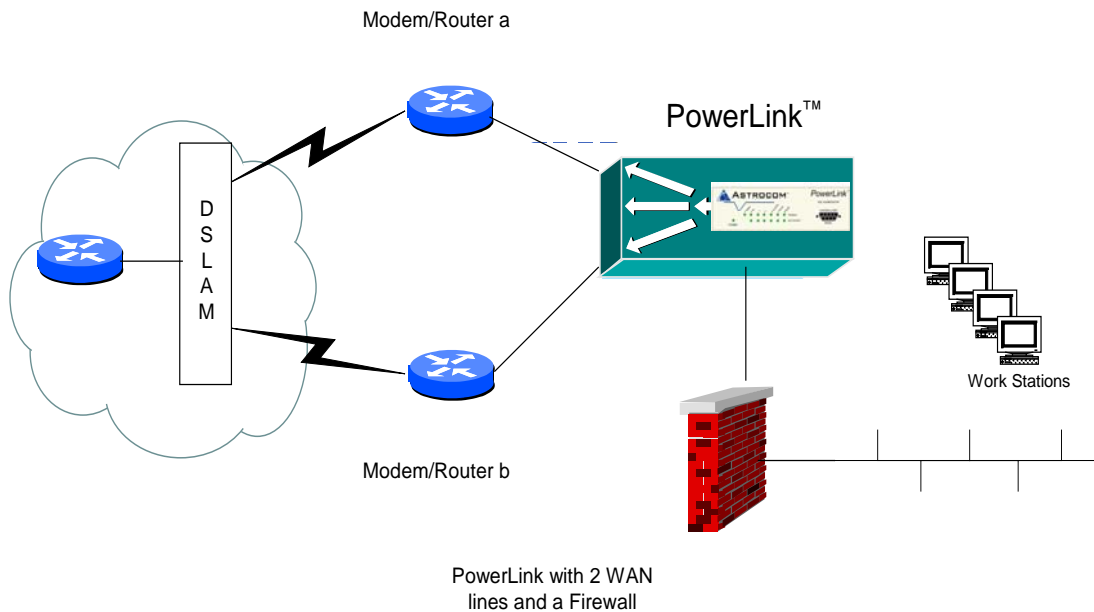 Modem/Router a
PowerLink™
ASTROCOM
PowerLink
D
S
L
A
M
Work Stations
Modem/Router b
PowerLink with 2 WAN
lines and a Firewall